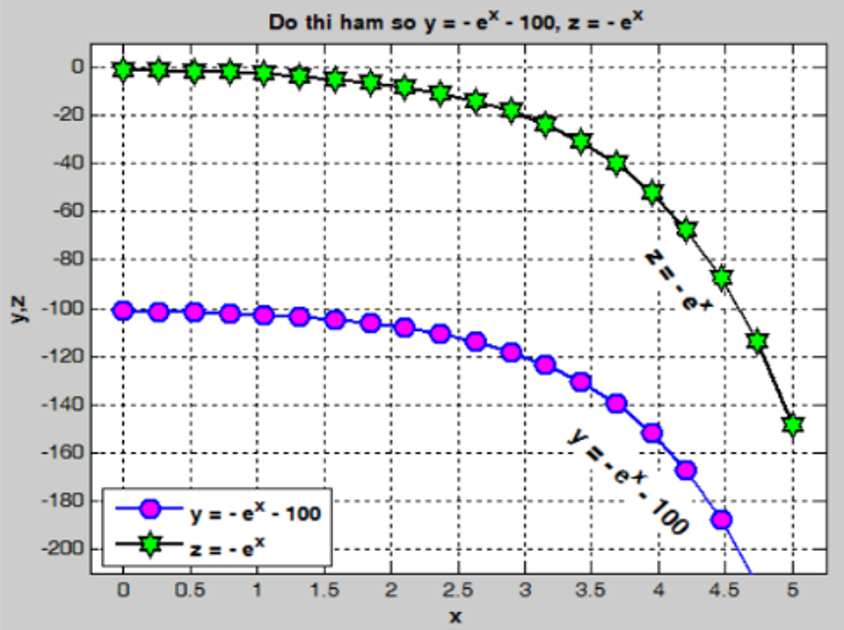 Do thi ham so y = - e^x - 100, z = - e^x
0
-20
-40
-60
-80
-100
-120
-140
-160
-180
-200
y,z
z = - e^x
y = - e^x - 100
y = - e^x - 100
z = - e^x
0 0.5 1 1.5 2 2.5 3 3.5 4 4.5 5
x